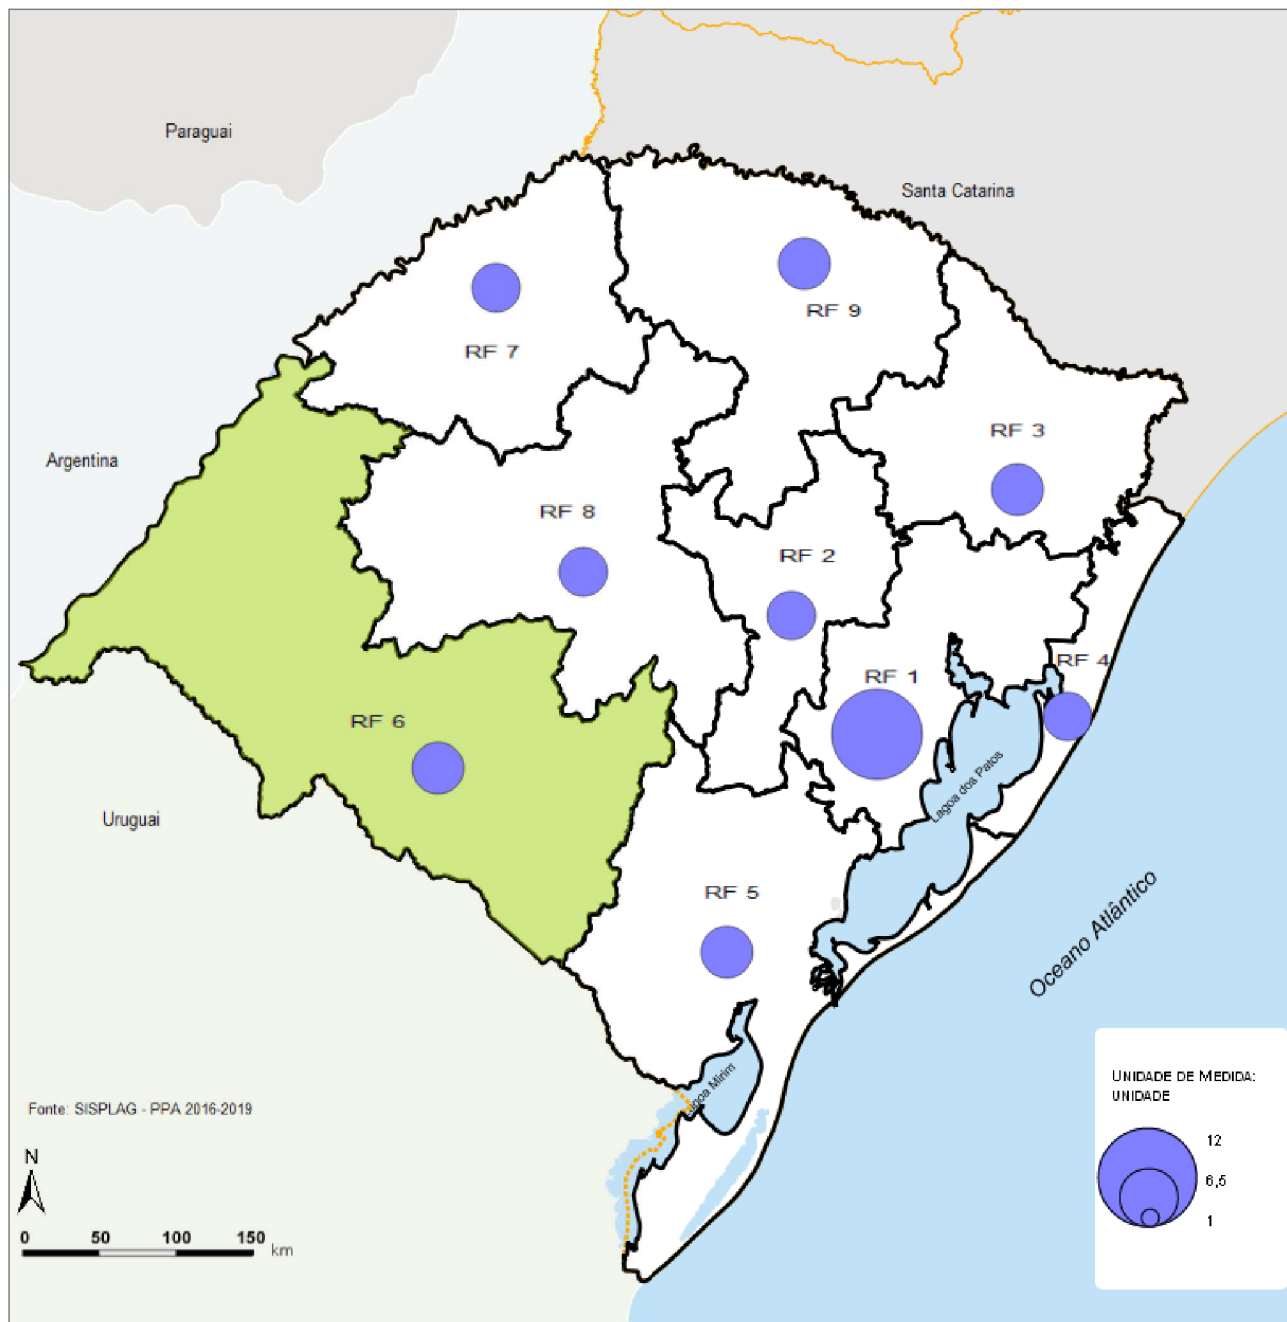 Paraguai
Santa Catarina
RF 9
RF 7
RF 3
Argentina
RF 8
RF 2
RF 4
RF 1
RF 6
Lagoa dos Patos
Uruguai
RF 5
Oceano Atlântico
Lagoa Mirim
UNIDADE DE MEDIDA:
UNIDADE
12
6,5
1
Fonte: SISPLAG - PPA 2016-2019
N
0 50 100 150
km